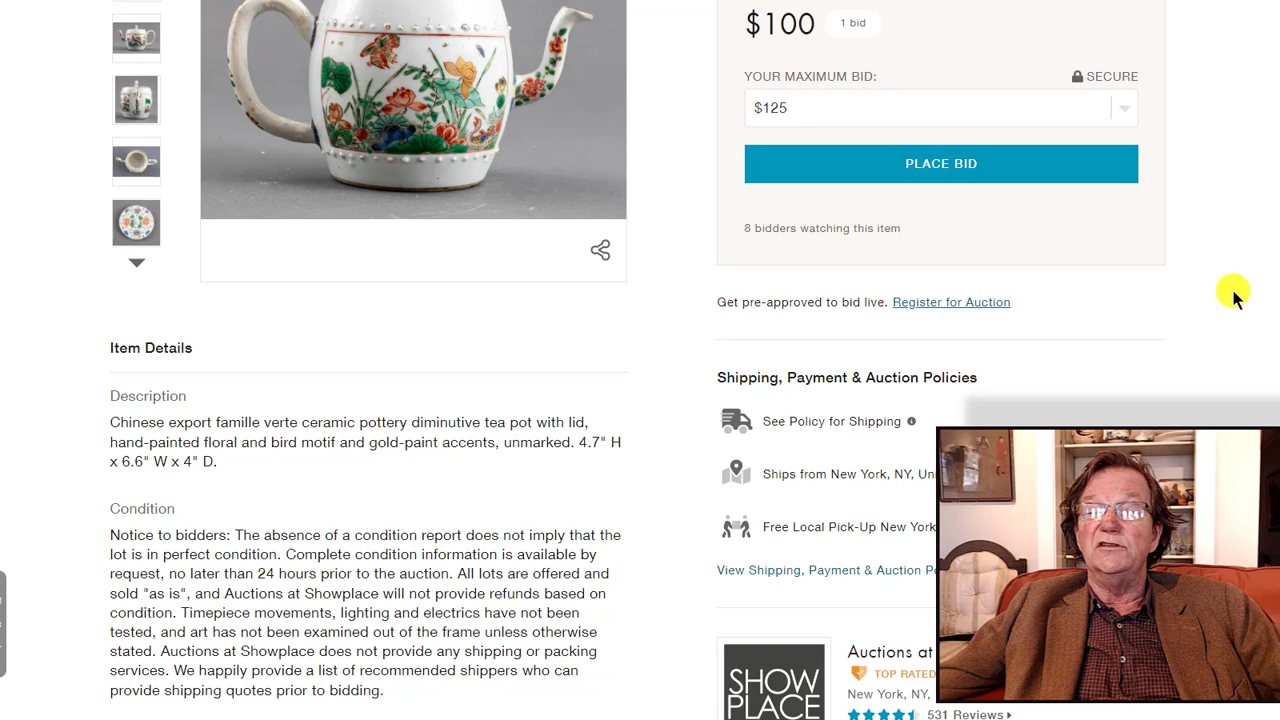 $100
1 bid
YOUR MAXIMUM BID:
SECURE
$125
PLACE BID
8 bidders watching this item
Get pre-approved to bid live. Register for Auction
Item Details
Description
Chinese export famille verte ceramic pottery diminutive tea pot with lid,
hand-painted floral and bird motif and gold-paint accents, unmarked. 4.7" H
x 6.6" W x 4" D.
Condition
Notice to bidders: The absence of a condition report does not imply that the
lot is in perfect condition. Complete condition information is available by
request, no later than 24 hours prior to the auction. All lots are offered and
sold "as is", and Auctions at Showplace will not provide refunds based on
condition. Timepiece movements, lighting and electrics have not been
tested, and art has not been examined out of the frame unless otherwise
stated. Auctions at Showplace does not provide any shipping or packing
services. We happily provide a list of recommended shippers who can
provide shipping quotes prior to bidding.
Shipping, Payment & Auction Policies
See Policy for Shipping
Ships from New York, NY, Un
Free Local Pick-Up New York
View Shipping, Payment & Auction Po
SHOW
PLACE
Auctions at
TOP RATED
New York, NY,
531 Reviews